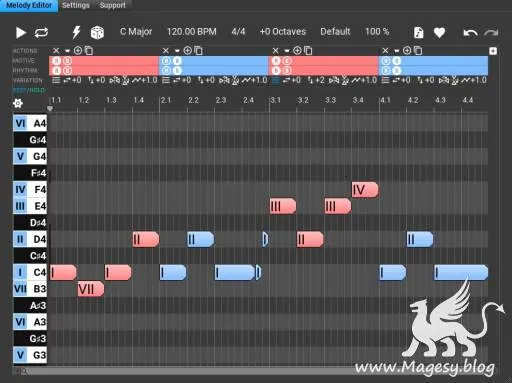 Melody Editor Settings Support
C Major 120.00 BPM 4/4 +0 Octaves Default 100 %
ACTIONS:
MOTIVE:
RHYTHM:
VARIATION: +0 +0 +1.0 +0 +0 +1.0 +0 +2 +1.0 +0 +0 +1.0
REST/HOLD:
1.1 1.2 1.3 1.4 2.1 2.2 2.3 2.4 3.1 3.2 3.3 3.4 4.1 4.2 4.3 4.4
VI A4
G♯4
V G4
F♯4
IV F4 IV
III E4 III III
D♯4
II D4 II II II II
C♯4
I C4 I I I I I I
VII B3 VII
A♯3
VI A3
G♯3
V G3
www.Magesy.blog